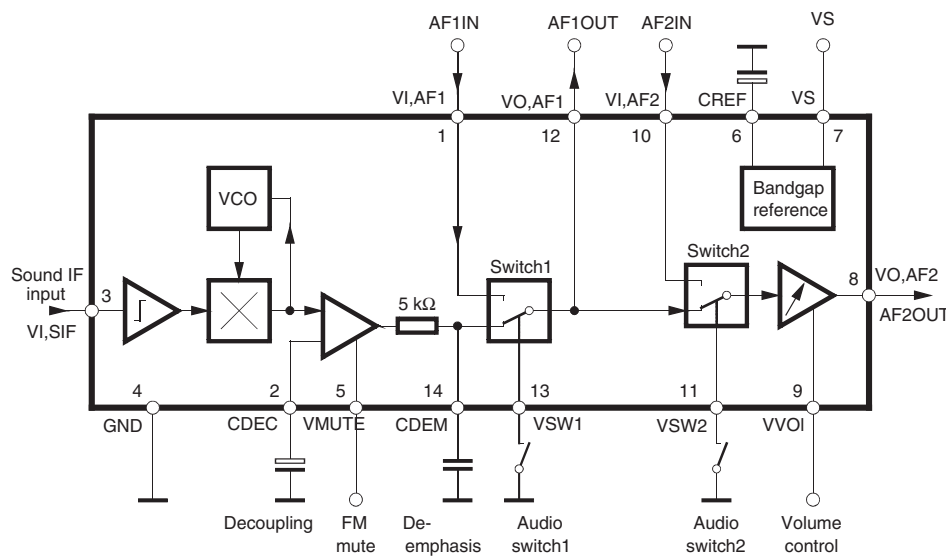 AF1IN
AF1OUT
AF2IN
VS
VI,AF1
VO,AF1
VI,AF2
CREF
VS
1
12
10
6
7
VCO
Bandgap
reference
Sound IF
input
VI,SIF
3
5 kΩ
Switch1
Switch2
8
VO,AF2
AF2OUT
4
2
5
14
13
11
9
GND
CDEC
VMUTE
CDEM
VSW1
VSW2
VVOl
Decoupling
FM
mute
De-
emphasis
Audio
switch1
Audio
switch2
Volume
control